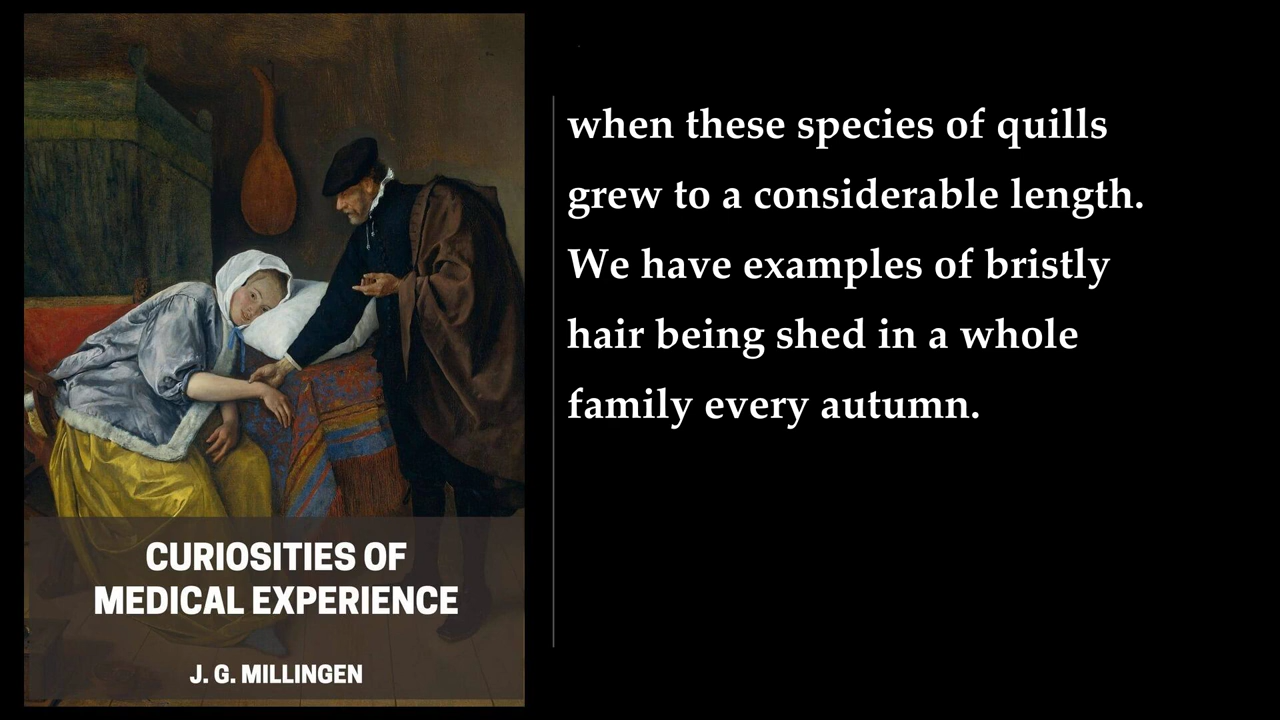 when these species of quills
grew to a considerable length.
We have examples of bristly
hair being shed in a whole
family every autumn.
CURIOSITIES OF
MEDICAL EXPERIENCE
J. G. MILLINGEN